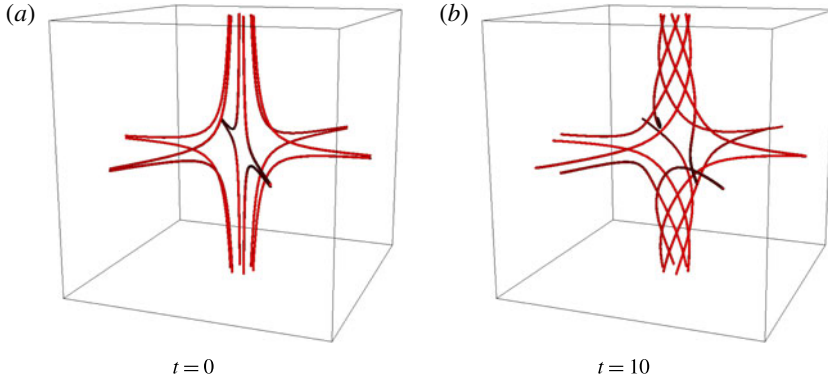 (a)
(b)
t = 0
t = 10